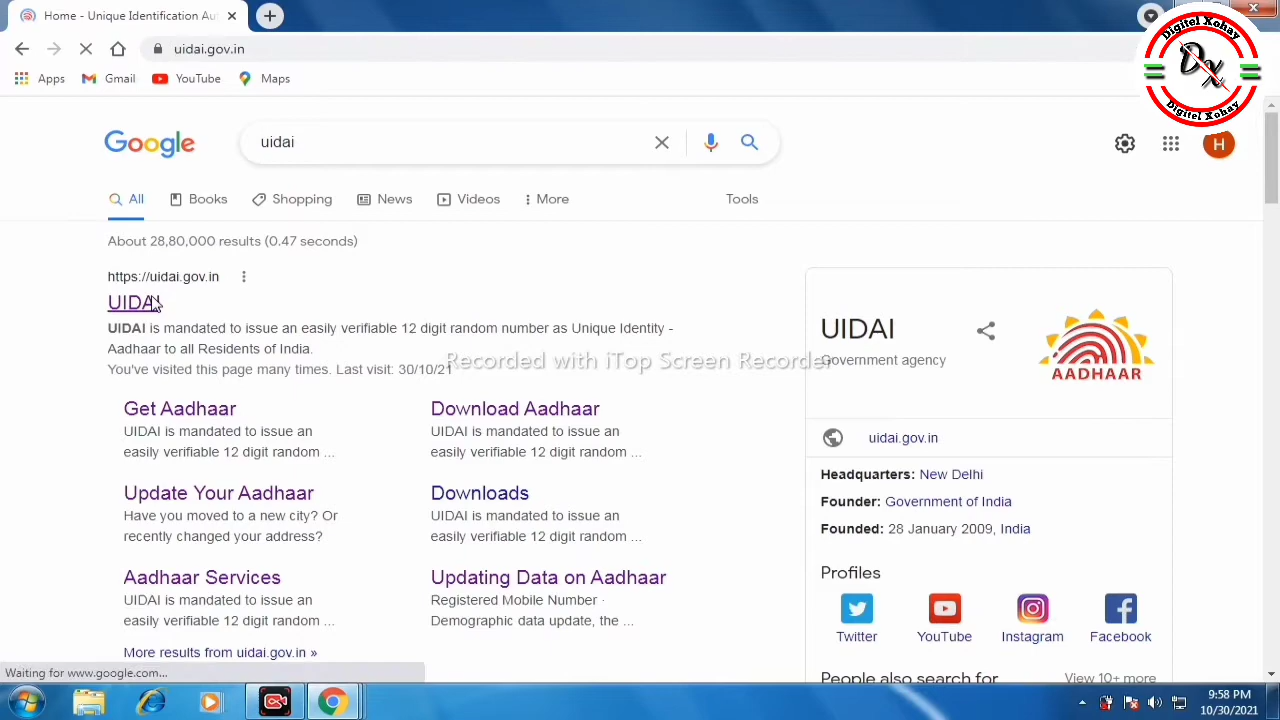 Home - Unique Identification Aut
uidai.gov.in
Apps Gmail YouTube Maps
Digitel Xohay
DX
Digitel Xohay
Google uidai H
All Books Shopping News Videos More Tools
About 28,80,000 results (0.47 seconds)
https://uidai.gov.in
UIDAI
UIDAI is mandated to issue an easily verifiable 12 digit random number as Unique Identity -
Aadhaar to all Residents of India.
You've visited this page many times. Last visit: 30/10/21
Recorded with iTop Screen Recorder
Get Aadhaar
UIDAI is mandated to issue an
easily verifiable 12 digit random ...
Download Aadhaar
UIDAI is mandated to issue an
easily verifiable 12 digit random ...
Update Your Aadhaar
Have you moved to a new city? Or
recently changed your address?
Downloads
UIDAI is mandated to issue an
easily verifiable 12 digit random ...
Aadhaar Services
UIDAI is mandated to issue an
easily verifiable 12 digit random ...
Updating Data on Aadhaar
Registered Mobile Number ·
Demographic data update, the ...
More results from uidai.gov.in »
UIDAI
Government agency
AADHAAR
uidai.gov.in
Headquarters: New Delhi
Founder: Government of India
Founded: 28 January 2009, India
Profiles
Twitter YouTube Instagram Facebook
People also search for View 10+ more
Waiting for www.google.com...
9:58 PM
10/30/2021